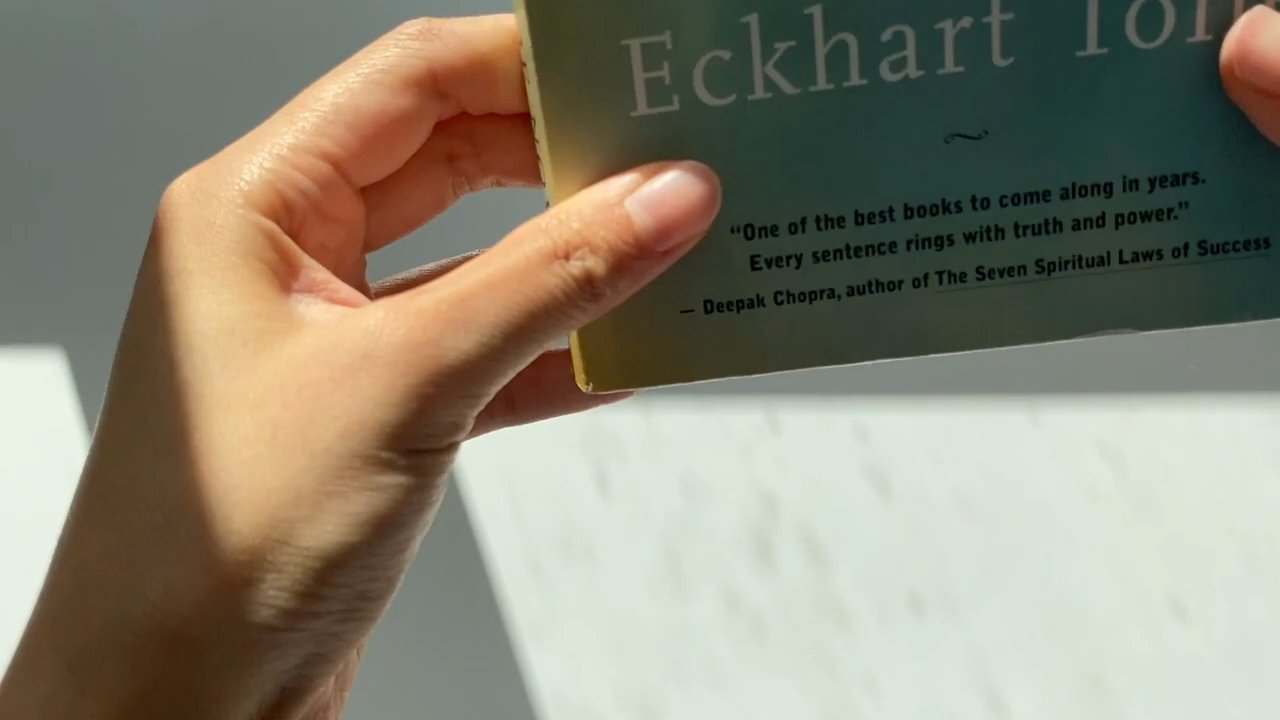 Eckhart Toll
“One of the best books to come along in years.
Every sentence rings with truth and power.”
— Deepak Chopra, author of The Seven Spiritual Laws of Success